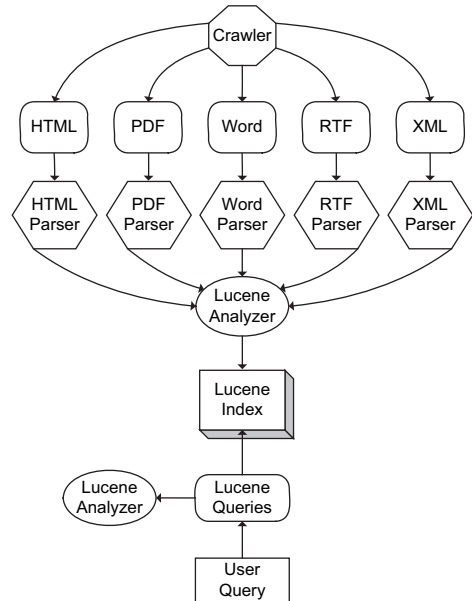 Crawler
HTML
PDF
Word
RTF
XML
HTML
Parser
PDF
Parser
Word
Parser
RTF
Parser
XML
Parser
Lucene
Analyzer
Lucene
Index
Lucene
Analyzer
Lucene
Queries
User
Query